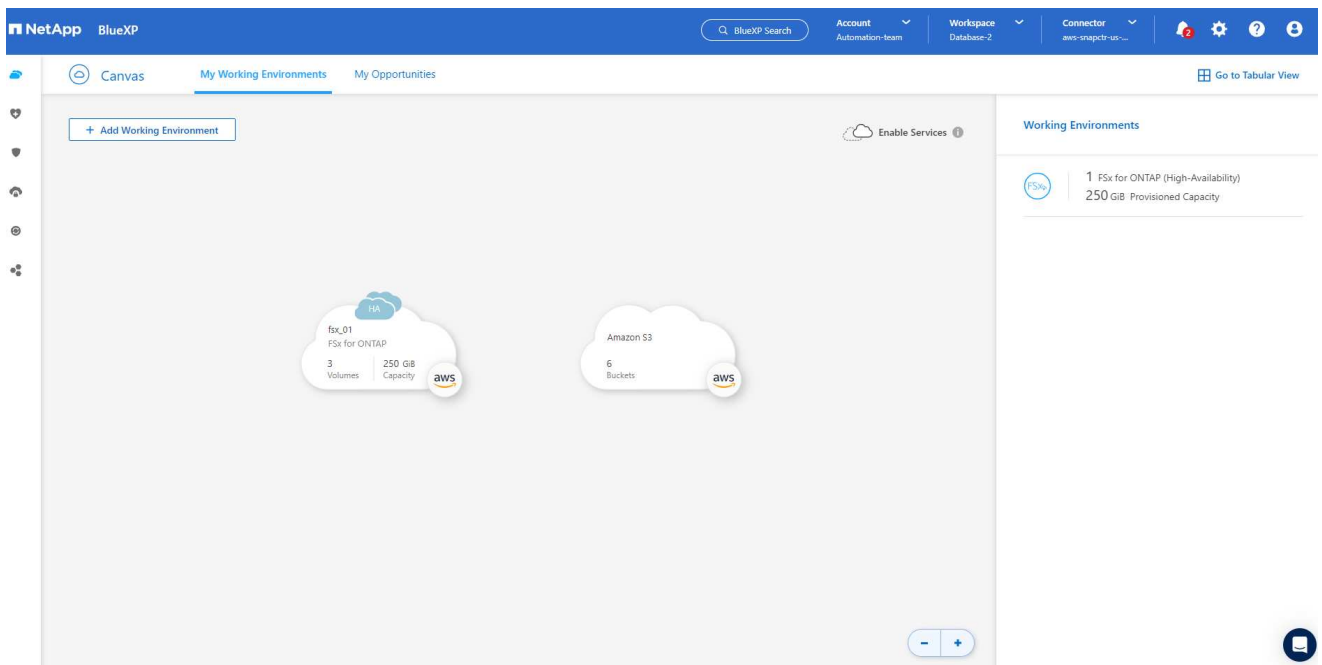 NetApp BlueXP
BlueXP Search
Account
Automation-team
Workspace
Database-2
Connector
aws-snapctr-us-...
2
Canvas
My Working Environments
My Opportunities
Go to Tabular View
+ Add Working Environment
Enable Services
Working Environments
FSx
1 FSx for ONTAP (High-Availability)
250 GiB Provisioned Capacity
HA
fsx_01
FSx for ONTAP
3
Volumes
250 GiB
Capacity
aws
Amazon S3
6
Buckets
aws
- +